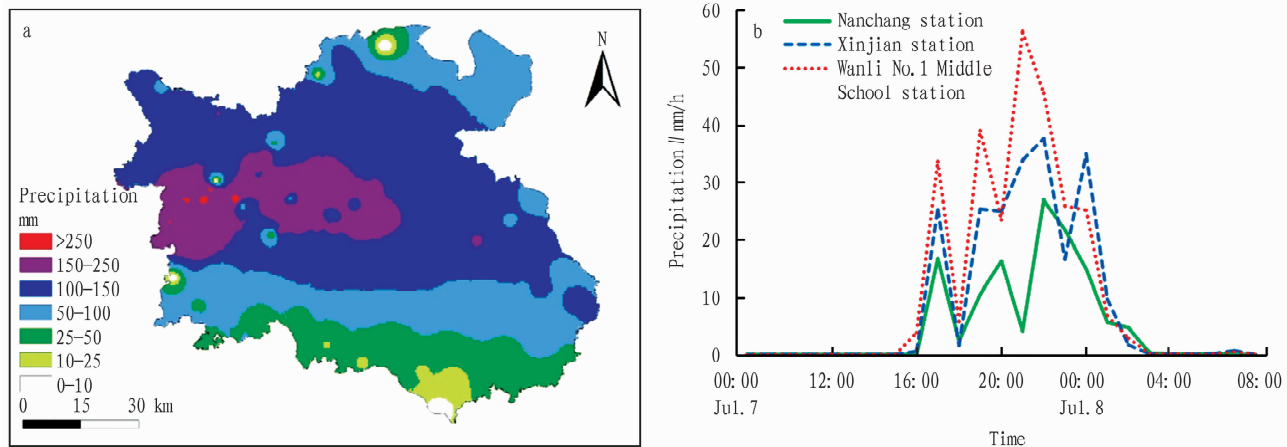 a
N
Precipitation
mm
>250
150-250
100-150
50-100
25-50
10-25
0-10
0 15 30 km
b
Nanchang station
Xinjian station
Wanli No.1 Middle
School station
Precipitation∥mm/h
60
50
40
30
20
10
0
00:00 12:00 16:00 20:00 00:00 04:00 08:00
Jul.7 Jul.8
Time